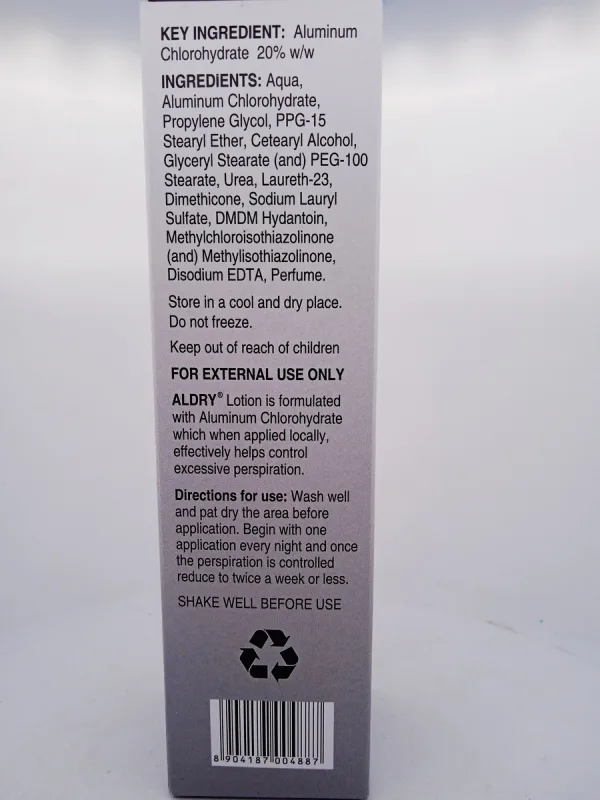 KEY INGREDIENT: Aluminum
Chlorohydrate 20% w/w
INGREDIENTS: Aqua,
Aluminum Chlorohydrate,
Propylene Glycol, PPG-15
Stearyl Ether, Cetearyl Alcohol,
Glyceryl Stearate (and) PEG-100
Stearate, Urea, Laureth-23,
Dimethicone, Sodium Lauryl
Sulfate, DMDM Hydantoin,
Methylchloroisothiazolinone
(and) Methylisothiazolinone,
Disodium EDTA, Perfume.
Store in a cool and dry place.
Do not freeze.
Keep out of reach of children
FOR EXTERNAL USE ONLY
ALDRY® Lotion is formulated
with Aluminum Chlorohydrate
which when applied locally,
effectively helps control
excessive perspiration.
Directions for use: Wash well
and pat dry the area before
application. Begin with one
application every night and once
the perspiration is controlled
reduce to twice a week or less.
SHAKE WELL BEFORE USE
8 904187 004887